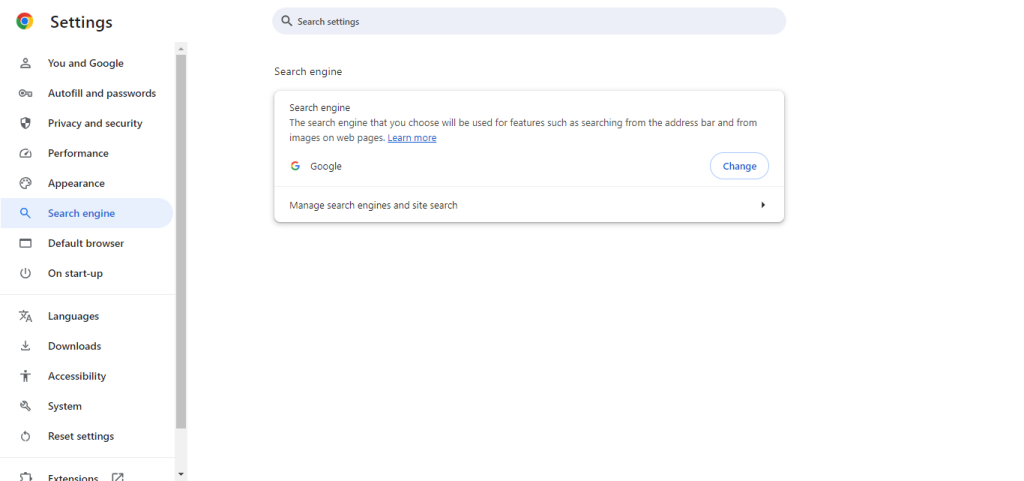 Settings
Search settings
You and Google
Autofill and passwords
Privacy and security
Performance
Appearance
Search engine
Default browser
On start-up
Languages
Downloads
Accessibility
System
Reset settings
Extensions
Search engine
Search engine
The search engine that you choose will be used for features such as searching from the address bar and from
images on web pages. Learn more
Google
Change
Manage search engines and site search